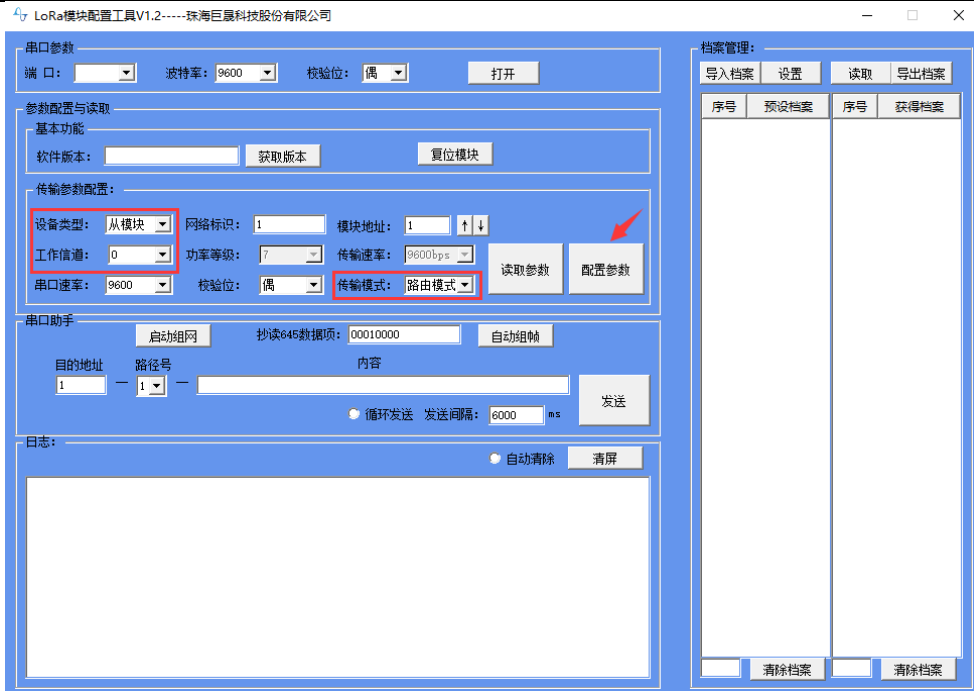 LoRa模块配置工具V1.2-----珠海巨晟科技股份有限公司
串口参数
端 口： 波特率： 9600 校验位： 偶 打开
参数配置与读取
基本功能
软件版本： 获取版本 复位模块
传输参数配置：
设备类型： 从模块 网络标识： 1 模块地址： 1 ↑ ↓
工作信道： 0 功率等级： 7 传输速率： 9600bps 读取参数 配置参数
串口速率： 9600 校验位： 偶 传输模式： 路由模式
串口助手
启动组网 抄读645数据项： 00010000 自动组帧
目的地址 路径号 内容
1 — 1 — 发送
循环发送 发送间隔： 6000 ms
日志：
自动清除 清屏
档案管理：
导入档案 设置 读取 导出档案
序号 预设档案 序号 获得档案
清除档案 清除档案